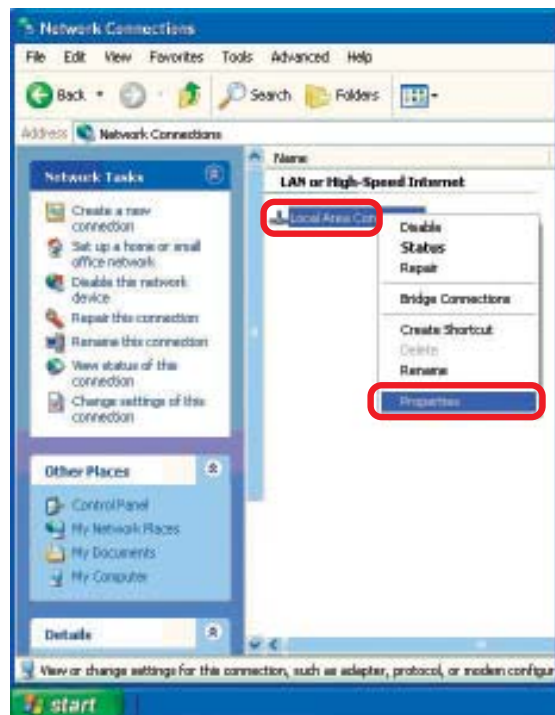 Network Connections
File Edit View Favorites Tools Advanced Help
Back Search Folders
Address Network Connections
Name
LAN or High-Speed Internet
Local Area Con
Disable
Status
Repair
Bridge Connections
Create Shortcut
Delete
Rename
Properties
Network Tasks
Create a new
connection
Set up a home or small
office network
Disable this network
device
Repair this connection
Rename this connection
View status of this
connection
Change settings of this
connection
Other Places
Control Panel
My Network Places
My Documents
My Computer
Details
View or change settings for this connection, such as adapter, protocol, or modem configur
start